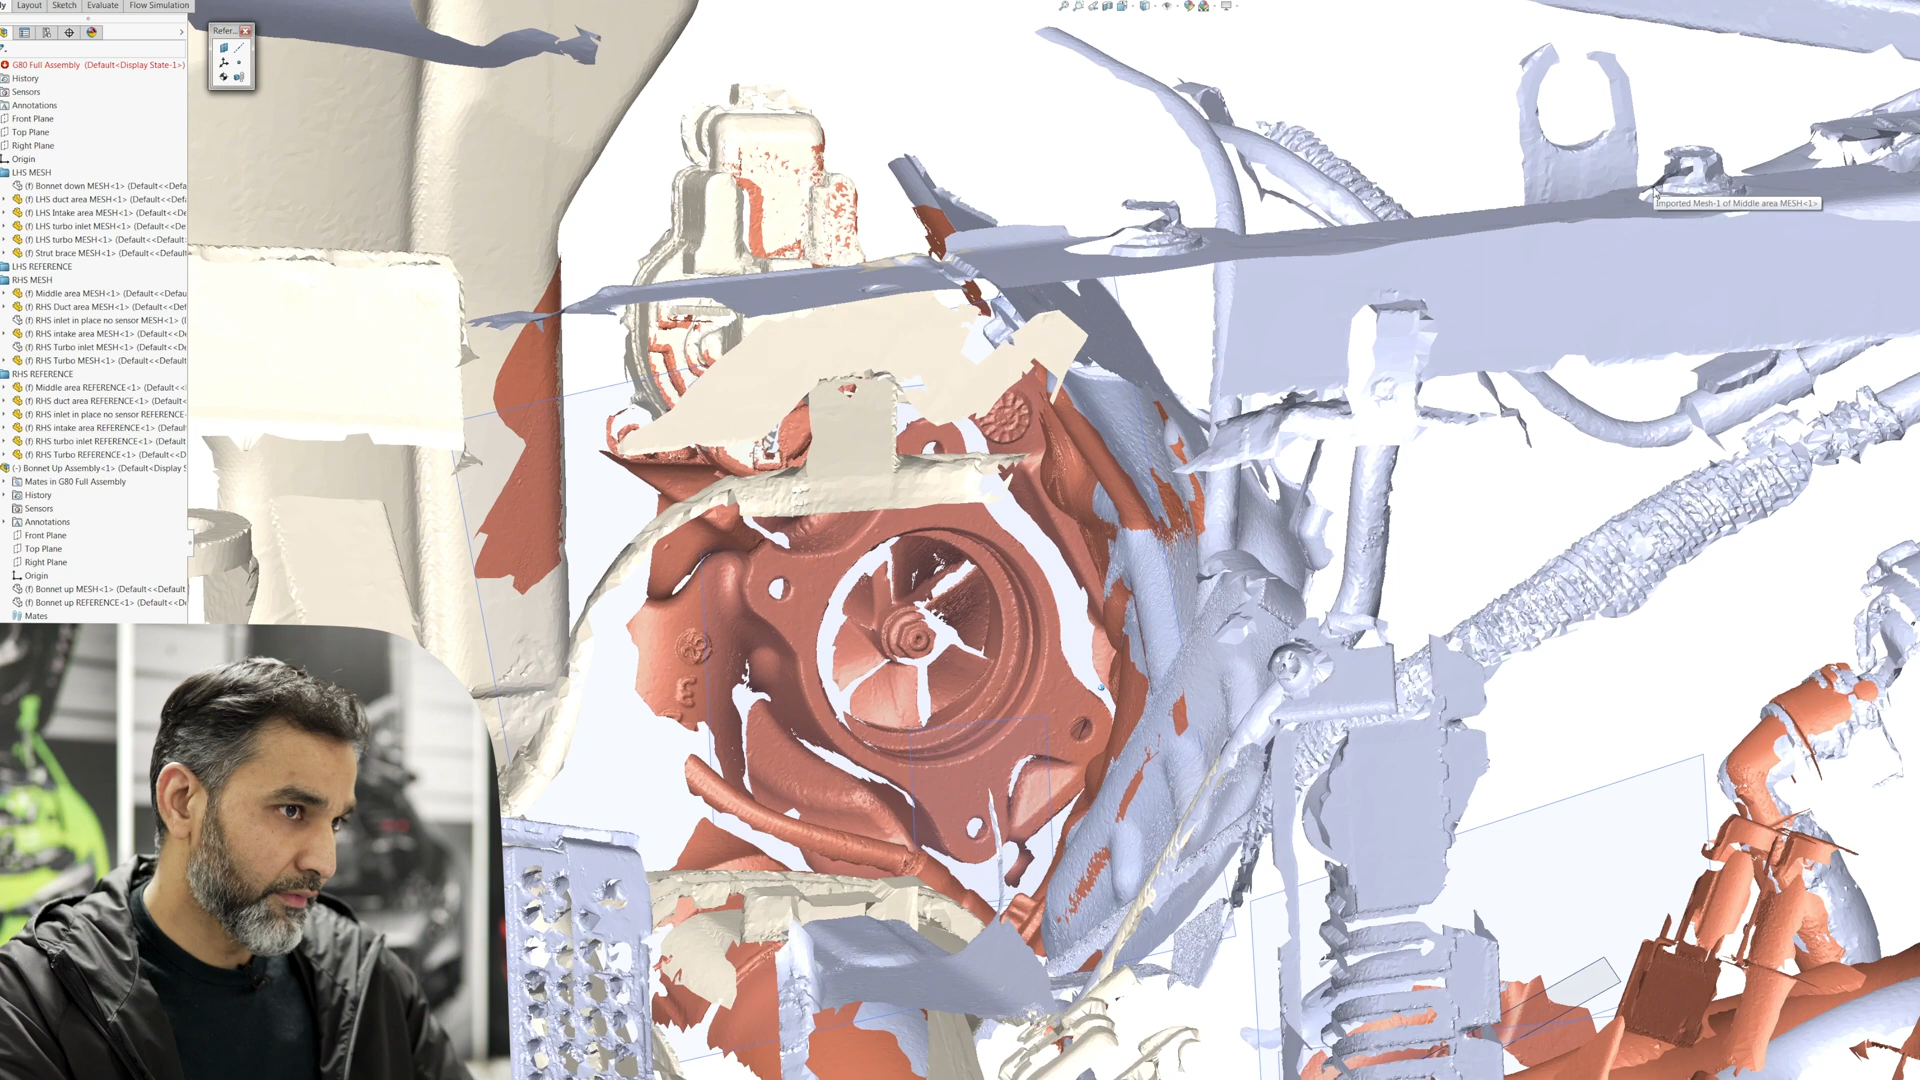 ly Layout Sketch Evaluate Flow Simulation
Refer...
G80 Full Assembly (Default<Display State-1>)
History
Sensors
Annotations
Front Plane
Top Plane
Right Plane
Origin
LHS MESH
(f) Bonnet down MESH<1> (Default<<Defa
(f) LHS duct area MESH<1> (Default<<De
(f) LHS Intake area MESH<1> (Default<<De
(f) LHS turbo inlet MESH<1> (Default<<De
(f) LHS turbo MESH<1> (Default<<Defau
(f) Strut brace MESH<1> (Default<<Defau
LHS REFERENCE
RHS MESH
(f) Middle area MESH<1> (Default<<Defau
(f) RHS Duct area MESH<1> (Default<<De
(f) RHS inlet in place no sensor MESH<1> (
(f) RHS intake area MESH<1> (Default<<De
(f) RHS Turbo inlet MESH<1> (Default<<De
(f) RHS Turbo MESH<1> (Default<<Defau
RHS REFERENCE
(f) Middle area REFERENCE<1> (Default<<
(f) RHS duct area REFERENCE<1> (Default<
(f) RHS inlet in place no sensor REFERENCE
(f) RHS intake area REFERENCE<1> (Defaul
(f) RHS turbo inlet REFERENCE<1> (Default
(f) RHS Turbo REFERENCE<1> (Default<<D
(-) Bonnet Up Assembly<1> (Default<Display S
Mates in G80 Full Assembly
History
Sensors
Annotations
Front Plane
Top Plane
Right Plane
Origin
(f) Bonnet up MESH<1> (Default<<Default
(f) Bonnet up REFERENCE<1> (Default<<De
Mates
Imported Mesh-1 of Middle area MESH<1>